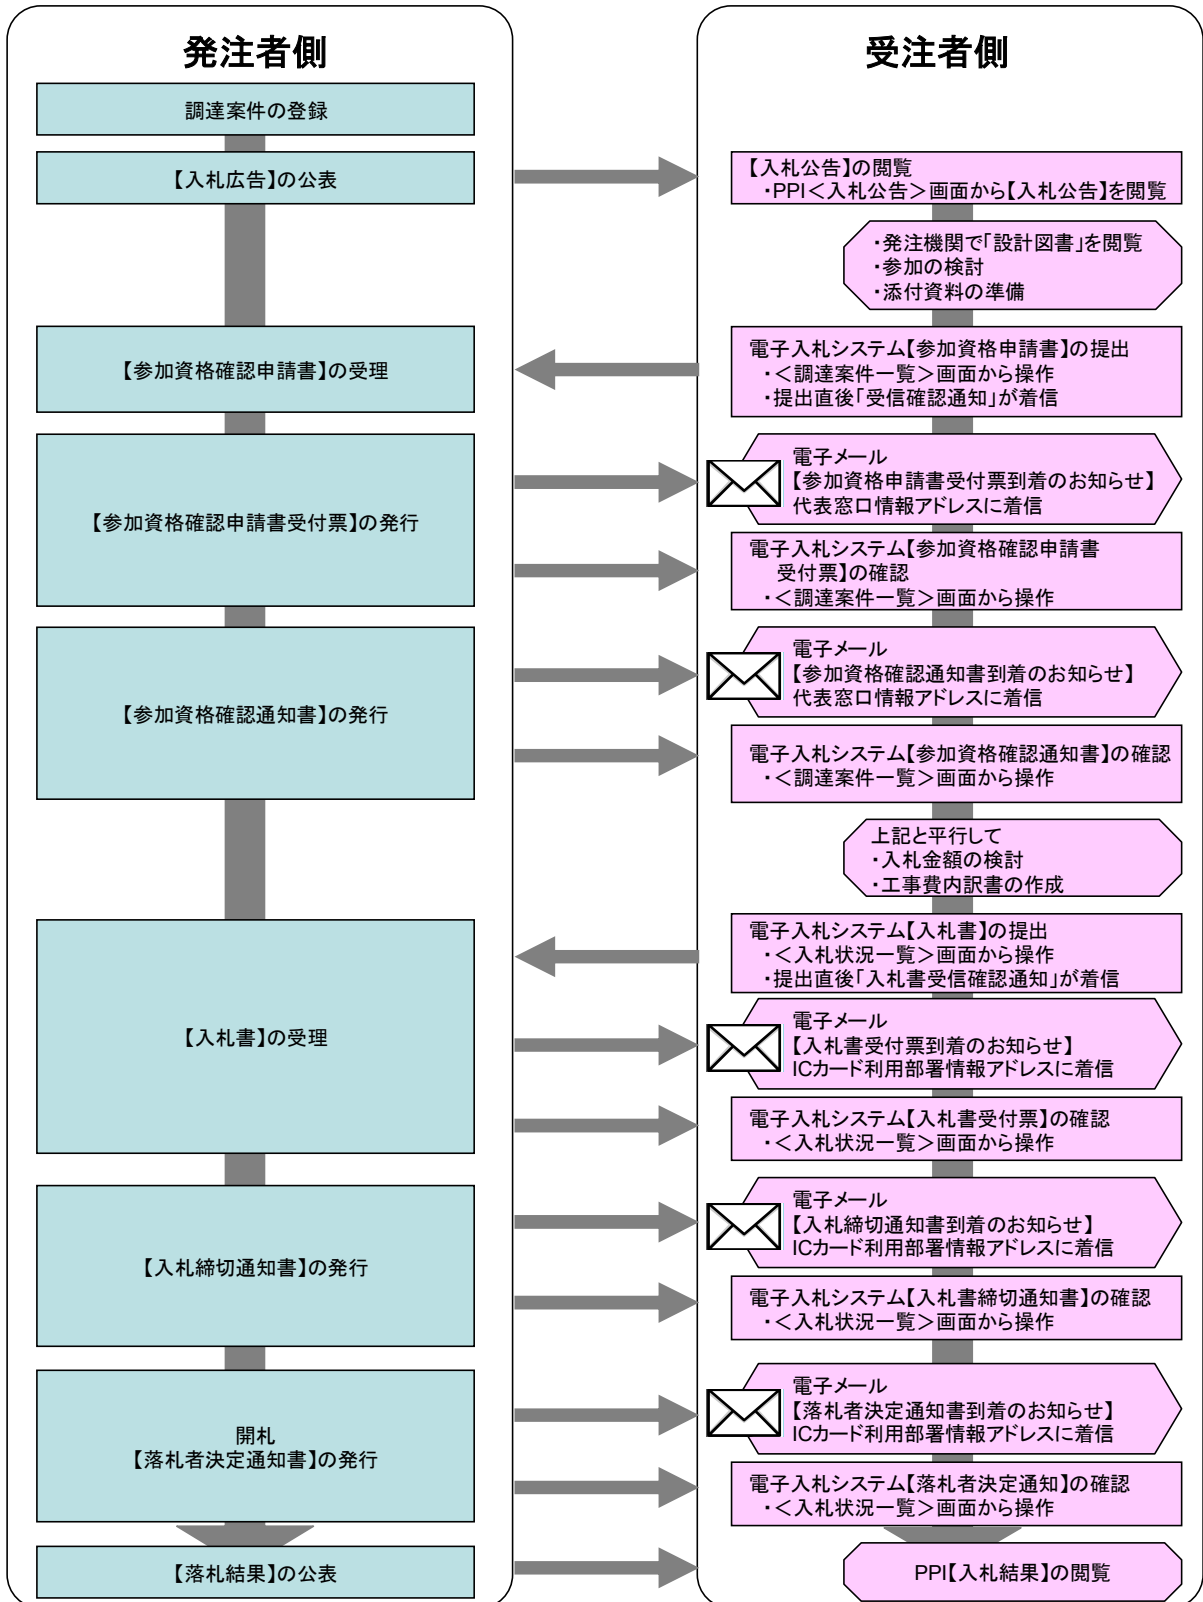 発注者側
受注者側
調達案件の登録
【入札広告】の公表
【入札公告】の閲覧
・PPI＜入札公告＞画面から【入札公告】を閲覧
・発注機関で「設計図書」を閲覧
・参加の検討
・添付資料の準備
【参加資格確認申請書】の受理
電子入札システム【参加資格申請書】の提出
・＜調達案件一覧＞画面から操作
・提出直後「受信確認通知」が着信
【参加資格確認申請書受付票】の発行
電子メール
【参加資格申請書受付票到着のお知らせ】
代表窓口情報アドレスに着信
電子入札システム【参加資格確認申請書
受付票】の確認
・＜調達案件一覧＞画面から操作
【参加資格確認通知書】の発行
電子メール
【参加資格確認通知書到着のお知らせ】
代表窓口情報アドレスに着信
電子入札システム【参加資格確認通知書】の確認
・＜調達案件一覧＞画面から操作
上記と平行して
・入札金額の検討
・工事費内訳書の作成
【入札書】の受理
電子入札システム【入札書】の提出
・＜入札状況一覧＞画面から操作
・提出直後「入札書受信確認通知」が着信
電子メール
【入札書受付票到着のお知らせ】
ICカード利用部署情報アドレスに着信
電子入札システム【入札書受付票】の確認
・＜入札状況一覧＞画面から操作
【入札締切通知書】の発行
電子メール
【入札締切通知書到着のお知らせ】
ICカード利用部署情報アドレスに着信
電子入札システム【入札書締切通知書】の確認
・＜入札状況一覧＞画面から操作
開札
【落札者決定通知書】の発行
電子メール
【落札者決定通知書到着のお知らせ】
ICカード利用部署情報アドレスに着信
電子入札システム【落札者決定通知】の確認
・＜入札状況一覧＞画面から操作
【落札結果】の公表
PPI【入札結果】の閲覧